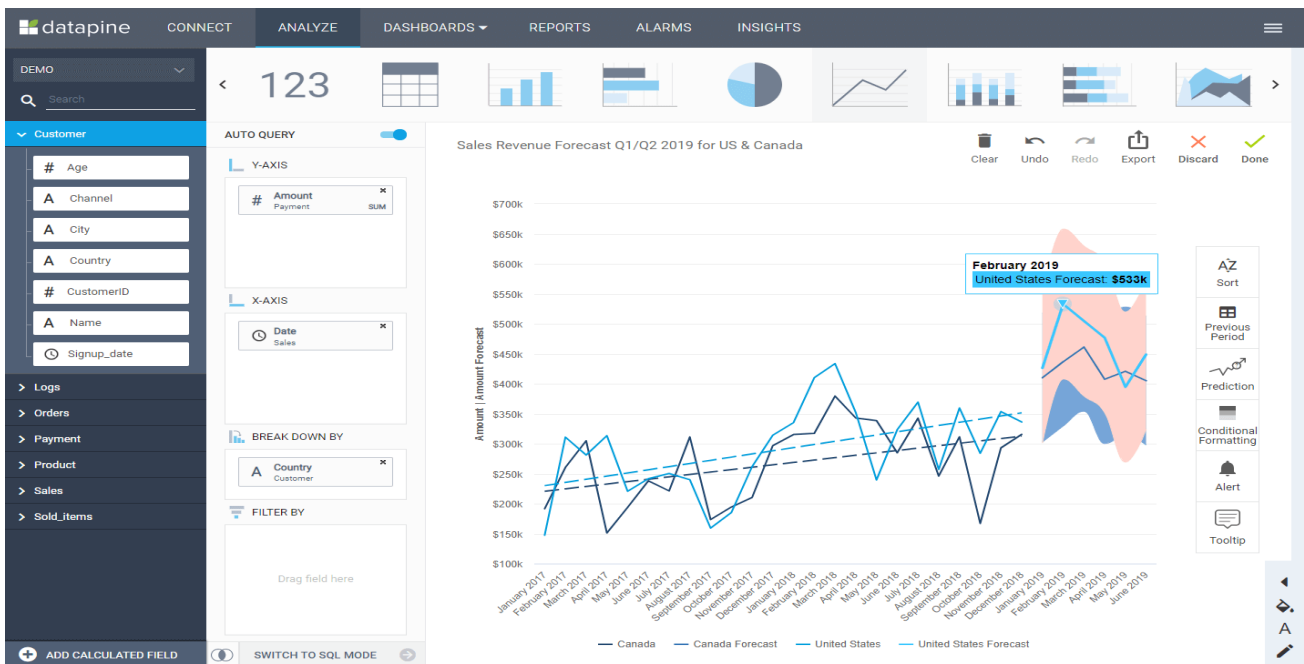 datapine
CONNECT
ANALYZE
DASHBOARDS
REPORTS
ALARMS
INSIGHTS
DEMO
Search
Customer
# Age
A Channel
A City
A Country
# CustomerID
A Name
Signup_date
Logs
Orders
Payment
Product
Sales
Sold_items
ADD CALCULATED FIELD
123
AUTO QUERY
Y-AXIS
# Amount
Payment SUM
X-AXIS
Date
Sales
BREAK DOWN BY
A Country
Customer
FILTER BY
Drag field here
SWITCH TO SQL MODE
Sales Revenue Forecast Q1/Q2 2019 for US & Canada
Clear
Undo
Redo
Export
Discard
Done
Amount | Amount Forecast
$700k
$650k
$600k
$550k
$500k
$450k
$400k
$350k
$300k
$250k
$200k
$150k
$100k
February 2019
United States Forecast: $533k
January 2017
February 2017
March 2017
April 2017
May 2017
June 2017
July 2017
August 2017
September 2017
October 2017
November 2017
December 2017
January 2018
February 2018
March 2018
April 2018
May 2018
June 2018
July 2018
August 2018
September 2018
October 2018
November 2018
December 2018
January 2019
February 2019
March 2019
April 2019
May 2019
June 2019
Canada
Canada Forecast
United States
United States Forecast
AZ
Sort
Previous
Period
Prediction
Conditional
Formatting
Alert
Tooltip
A